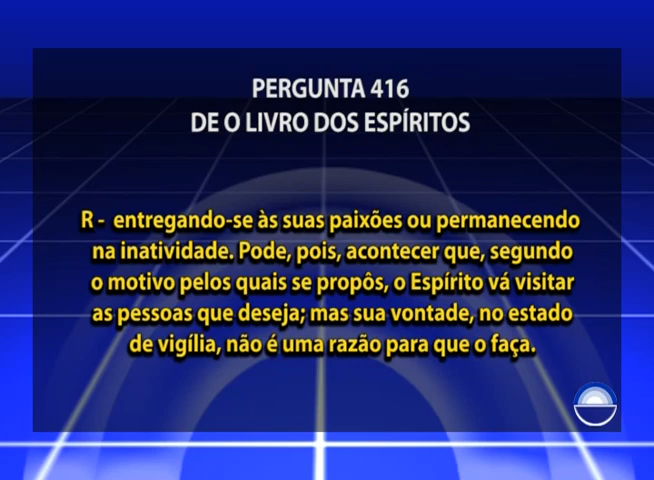 PERGUNTA 416
DE O LIVRO DOS ESPÍRITOS
R - entregando-se às suas paixões ou permanecendo
na inatividade. Pode, pois, acontecer que, segundo
o motivo pelos quais se propôs, o Espírito vá visitar
as pessoas que deseja; mas sua vontade, no estado
de vigília, não é uma razão para que o faça.